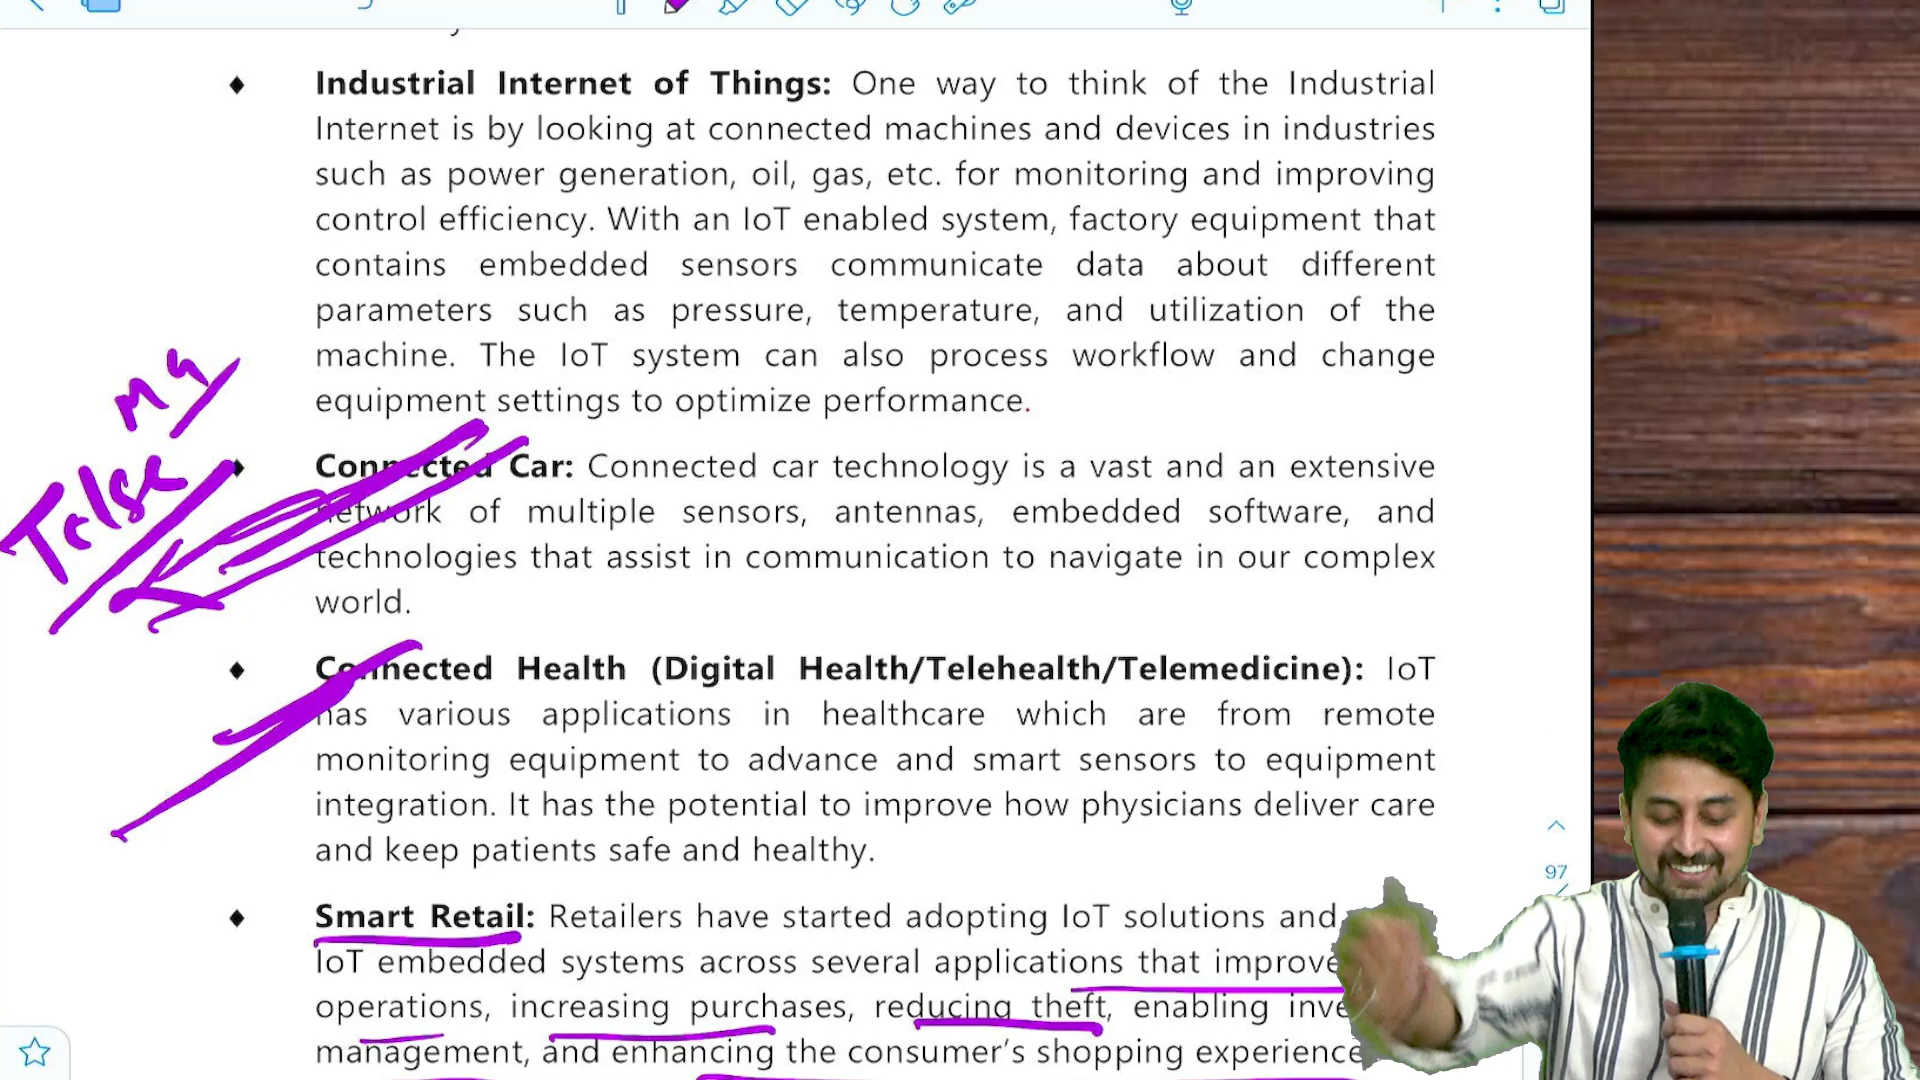 ♦ Industrial Internet of Things: One way to think of the Industrial
Internet is by looking at connected machines and devices in industries
such as power generation, oil, gas, etc. for monitoring and improving
control efficiency. With an IoT enabled system, factory equipment that
contains embedded sensors communicate data about different
parameters such as pressure, temperature, and utilization of the
machine. The IoT system can also process workflow and change
equipment settings to optimize performance.
♦ Connected Car: Connected car technology is a vast and an extensive
network of multiple sensors, antennas, embedded software, and
technologies that assist in communication to navigate in our complex
world.
♦ Connected Health (Digital Health/Telehealth/Telemedicine): IoT
has various applications in healthcare which are from remote
monitoring equipment to advance and smart sensors to equipment
integration. It has the potential to improve how physicians deliver care
and keep patients safe and healthy.
97
♦ Smart Retail: Retailers have started adopting IoT solutions and
IoT embedded systems across several applications that improve
operations, increasing purchases, reducing theft, enabling
management, and enhancing the consumer's shopping experience